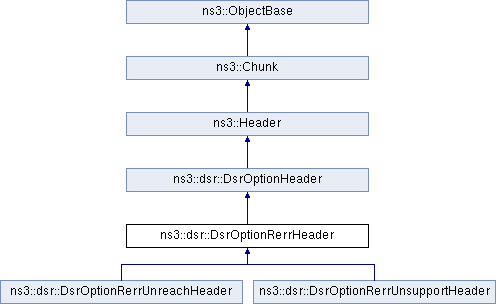 ns3::ObjectBase
ns3::Chunk
ns3::Header
ns3::dsr::DsrOptionHeader
ns3::dsr::DsrOptionRerrHeader
ns3::dsr::DsrOptionRerrUnreachHeader
ns3::dsr::DsrOptionRerrUnsupportHeader